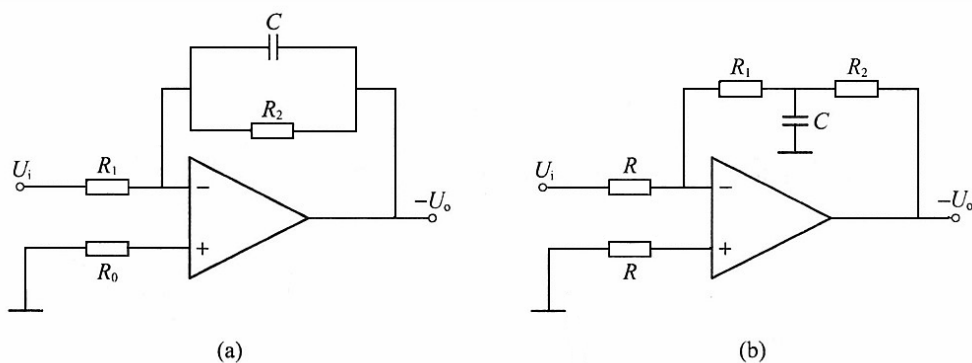 C
R₂
R₁
Uᵢ
−
+
R₀
−Uₒ
(a)
R₁
R₂
C
Uᵢ
R
−
+
R
−Uₒ
(b)